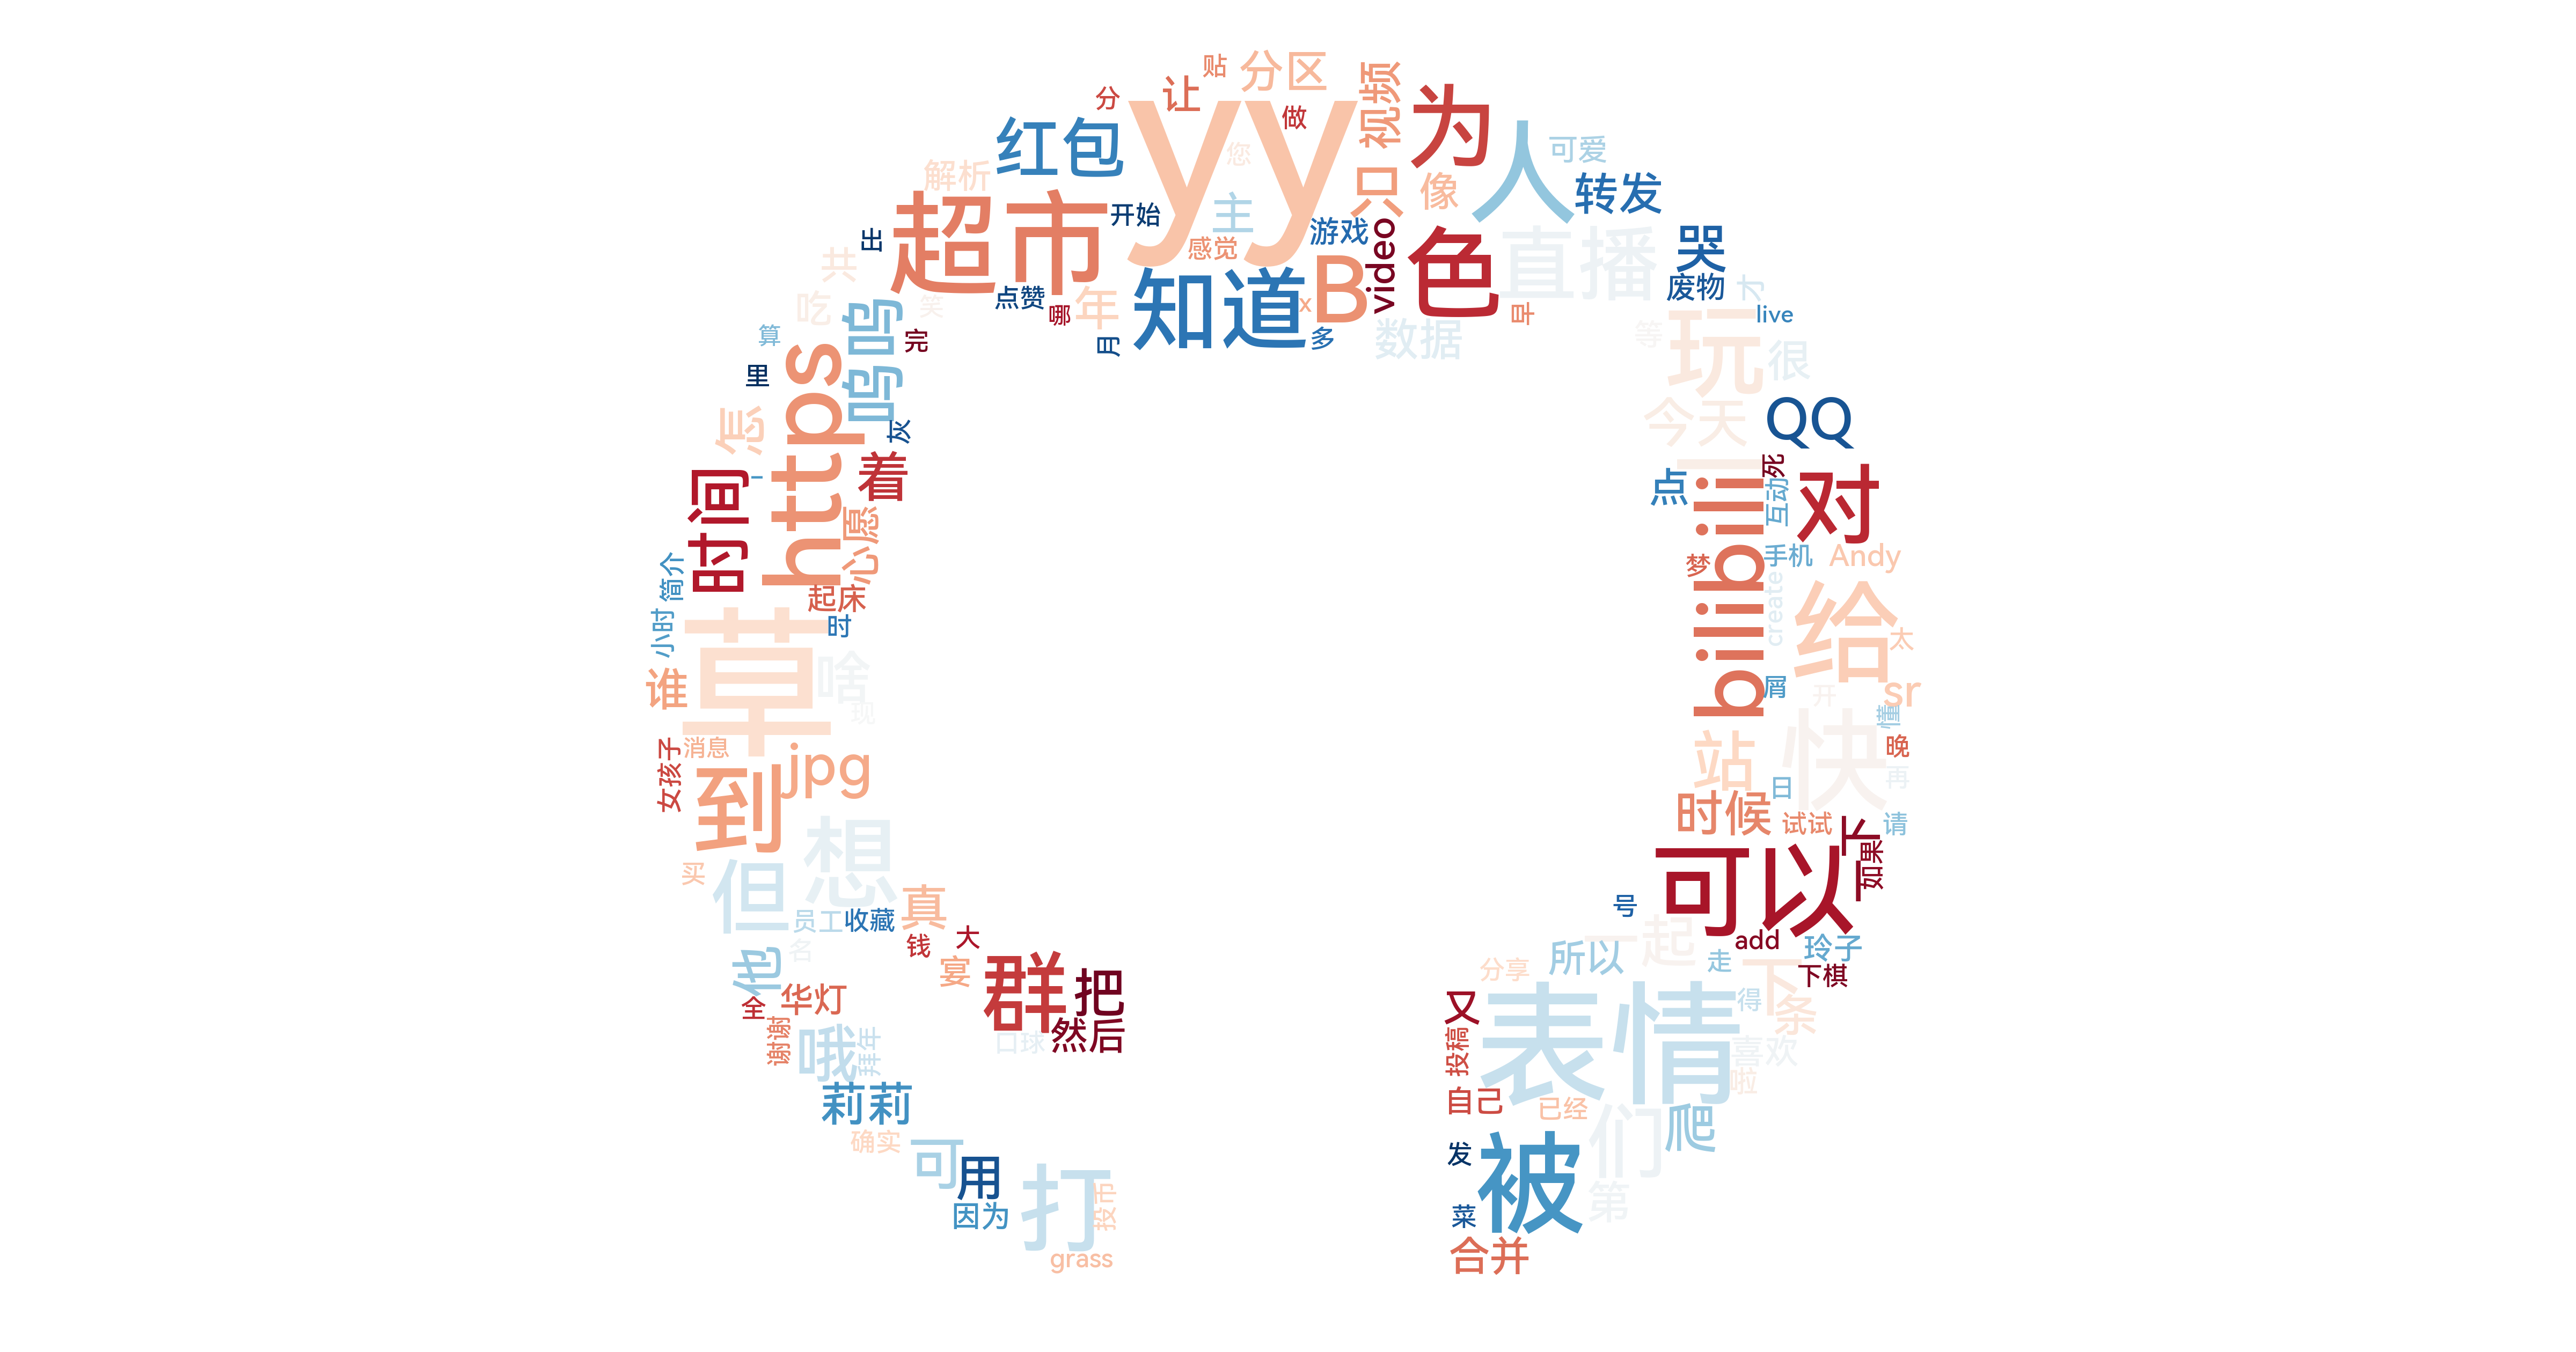 贴
分区
视频
分
让
yy
做
为
红包
您
人
可爱
解析
只
像
转发
超市
开始
主
游戏
video
色
直播
哭
出
感觉
共
知道
B
废物
才
吃
呜呜
笑
点赞
哪
年
x
早
玩
live
算
完
月
多
数据
等
很
里
https
今天
QQ
怎
灰
时间
着
一
点
死
对
bilibili
互动
心愿
简介
梦
手机
Andy
起床
create
给
小时
时
太
草
谁
啥
屑
开
sr
现
懂
女孩子
消息
站
快
晚
到
jpg
日
再
时候
试试
请
想
下
买
但
可以
如果
员工
收藏
真
号
一起
名
钱
大
add
玲子
他
宴
群
把
分享
所以
走
下
下棋
全
华灯
又
表情
得
条
谢谢
哦
拜年
口球
然后
投稿
喜欢
啦
莉莉
自己
已经
们
爬
确实
可
用
发
被
打
投币
第
因为
菜
grass
合并